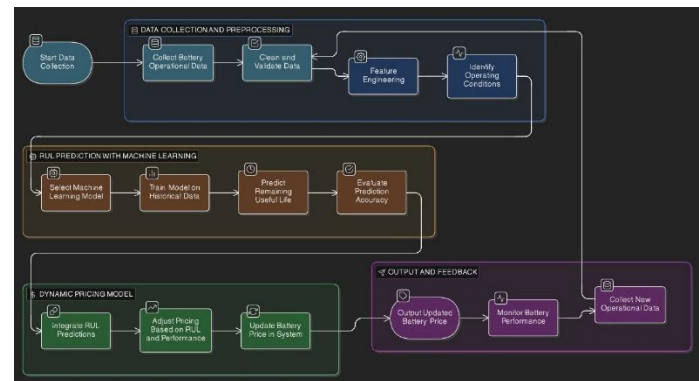 DATA COLLECTION AND PREPROCESSING
Start Data
Collection
Collect Battery
Operational Data
Clean and
Validate Data
Feature
Engineering
Identify
Operating
Conditions
RUL PREDICTION WITH MACHINE LEARNING
Select Machine
Learning Model
Train Model on
Historical Data
Predict
Remaining
Useful Life
Evaluate
Prediction
Accuracy
DYNAMIC PRICING MODEL
Integrate RUL
Predictions
Adjust Pricing
Based on RUL
and Performance
Update Battery
Price in System
OUTPUT AND FEEDBACK
Output Updated
Battery Price
Monitor Battery
Performance
Collect New
Operational Data